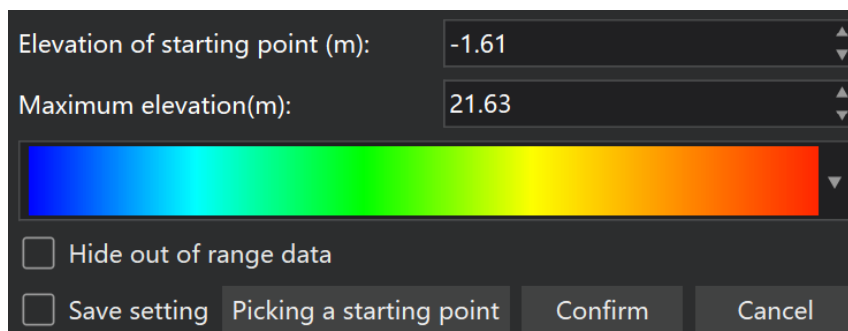 Elevation of starting point (m): -1.61
Maximum elevation(m): 21.63
Hide out of range data
Save setting Picking a starting point Confirm Cancel